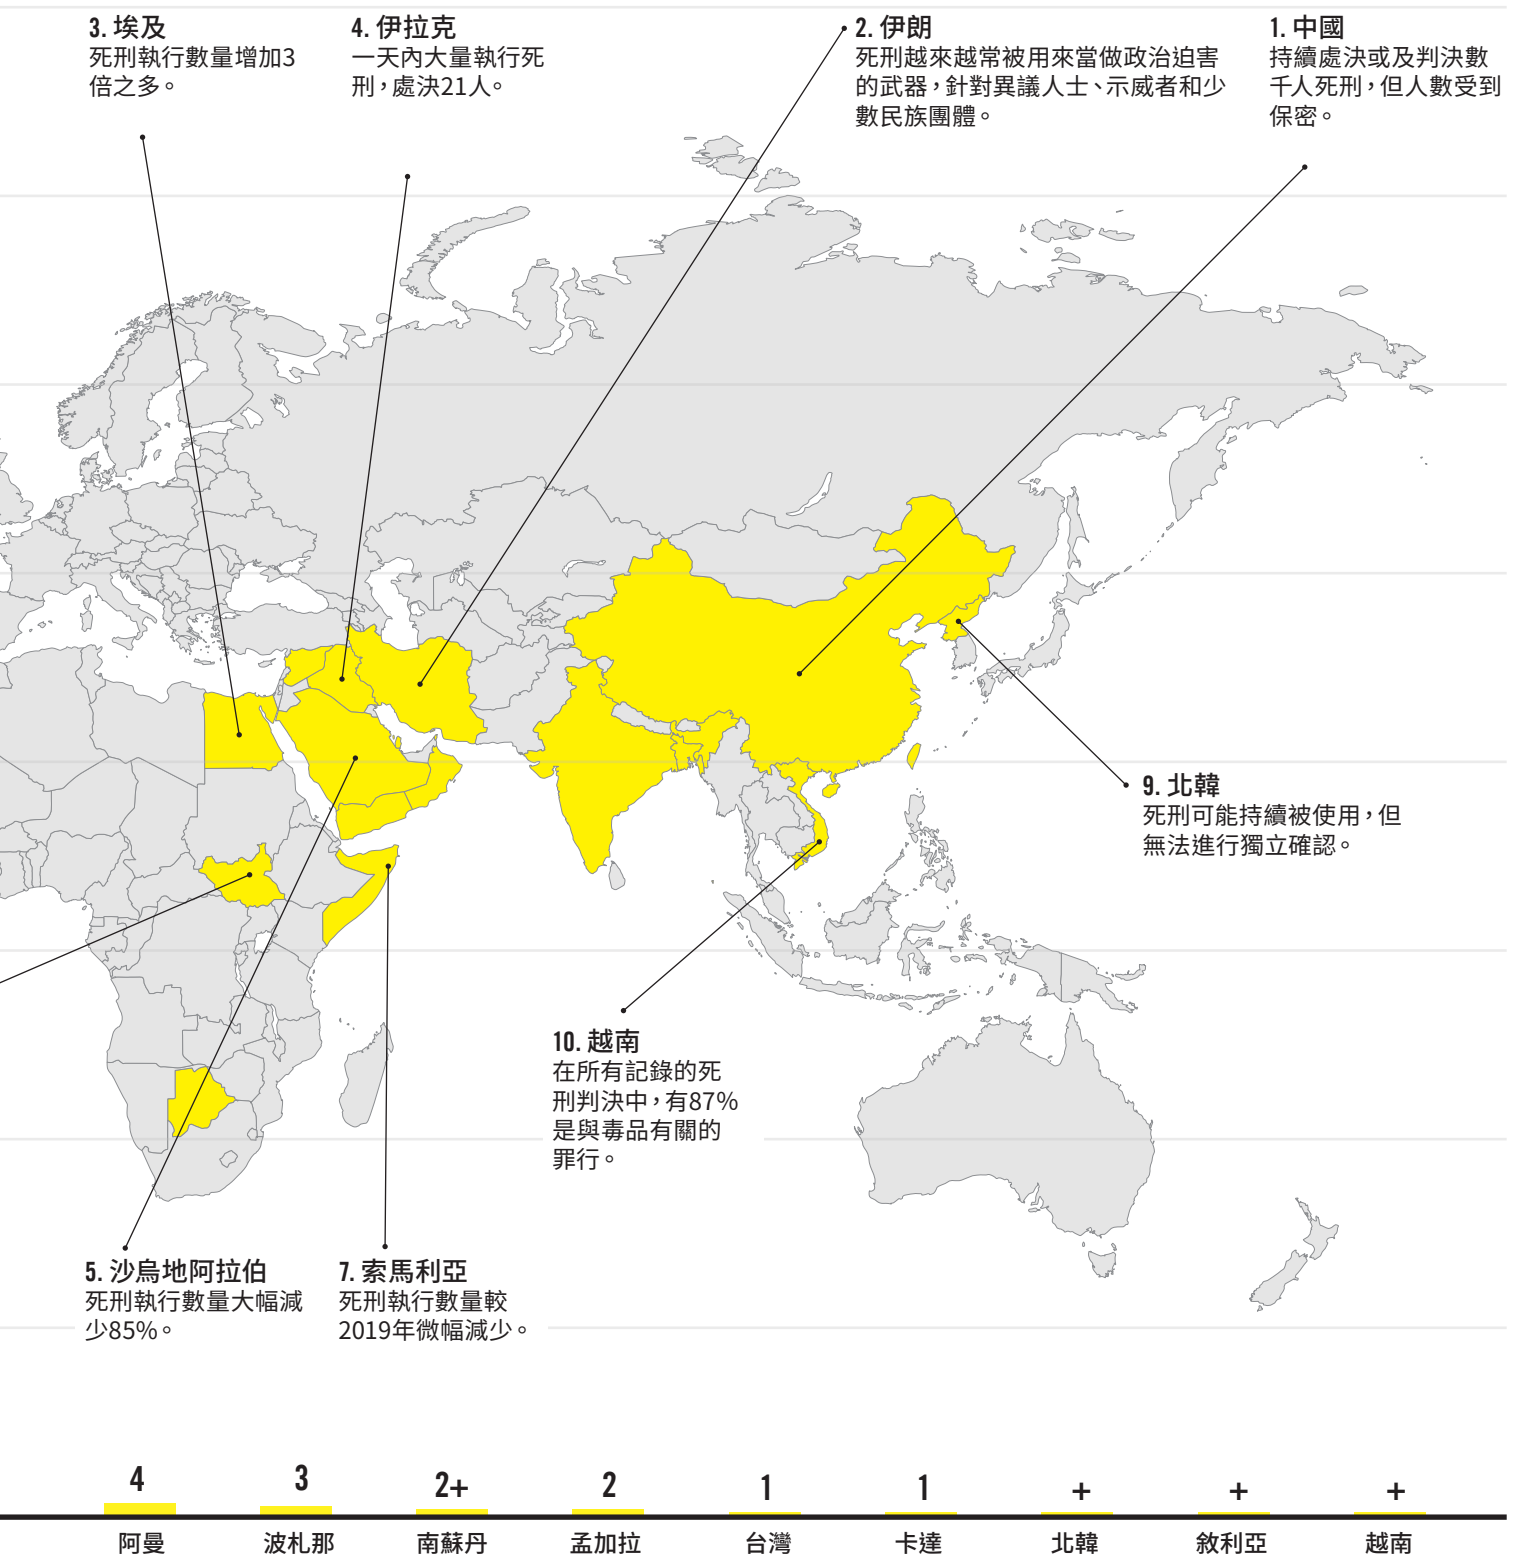 3. 埃及
死刑執行數量增加3
倍之多。
4. 伊拉克
一天內大量執行死
刑，處決21人。
2. 伊朗
死刑越來越常被用來當做政治迫害
的武器，針對異議人士、示威者和少
數民族團體。
1. 中國
持續處決或及判決數
千人死刑，但人數受到
保密。
9. 北韓
死刑可能持續被使用，但
無法進行獨立確認。
10. 越南
在所有記錄的死
刑判決中，有87%
是與毒品有關的
罪行。
5. 沙烏地阿拉伯
死刑執行數量大幅減
少85%。
7. 索馬利亞
死刑執行數量較
2019年微幅減少。
4 3 2+ 2 1 1 + + +
阿曼 波札那 南蘇丹 孟加拉 台灣 卡達 北韓 敘利亞 越南